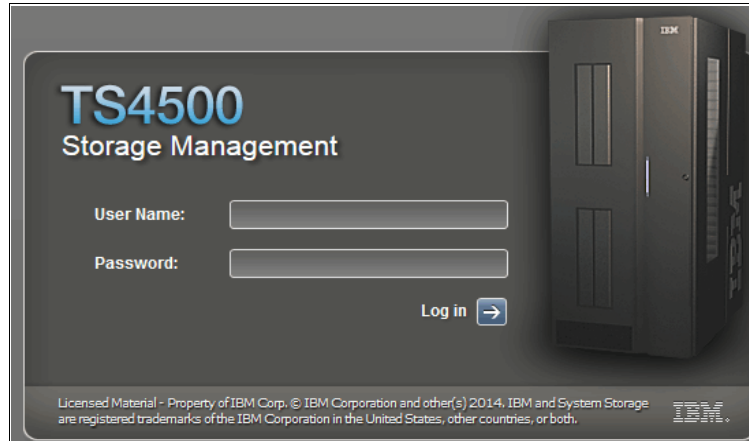 IBM
TS4500
Storage Management
User Name:
Password:
Log in
IBM
Licensed Material - Property of IBM Corp. © IBM Corporation and other(s) 2014. IBM and System Storage
are registered trademarks of the IBM Corporation in the United States, other countries, or both.
IBM.